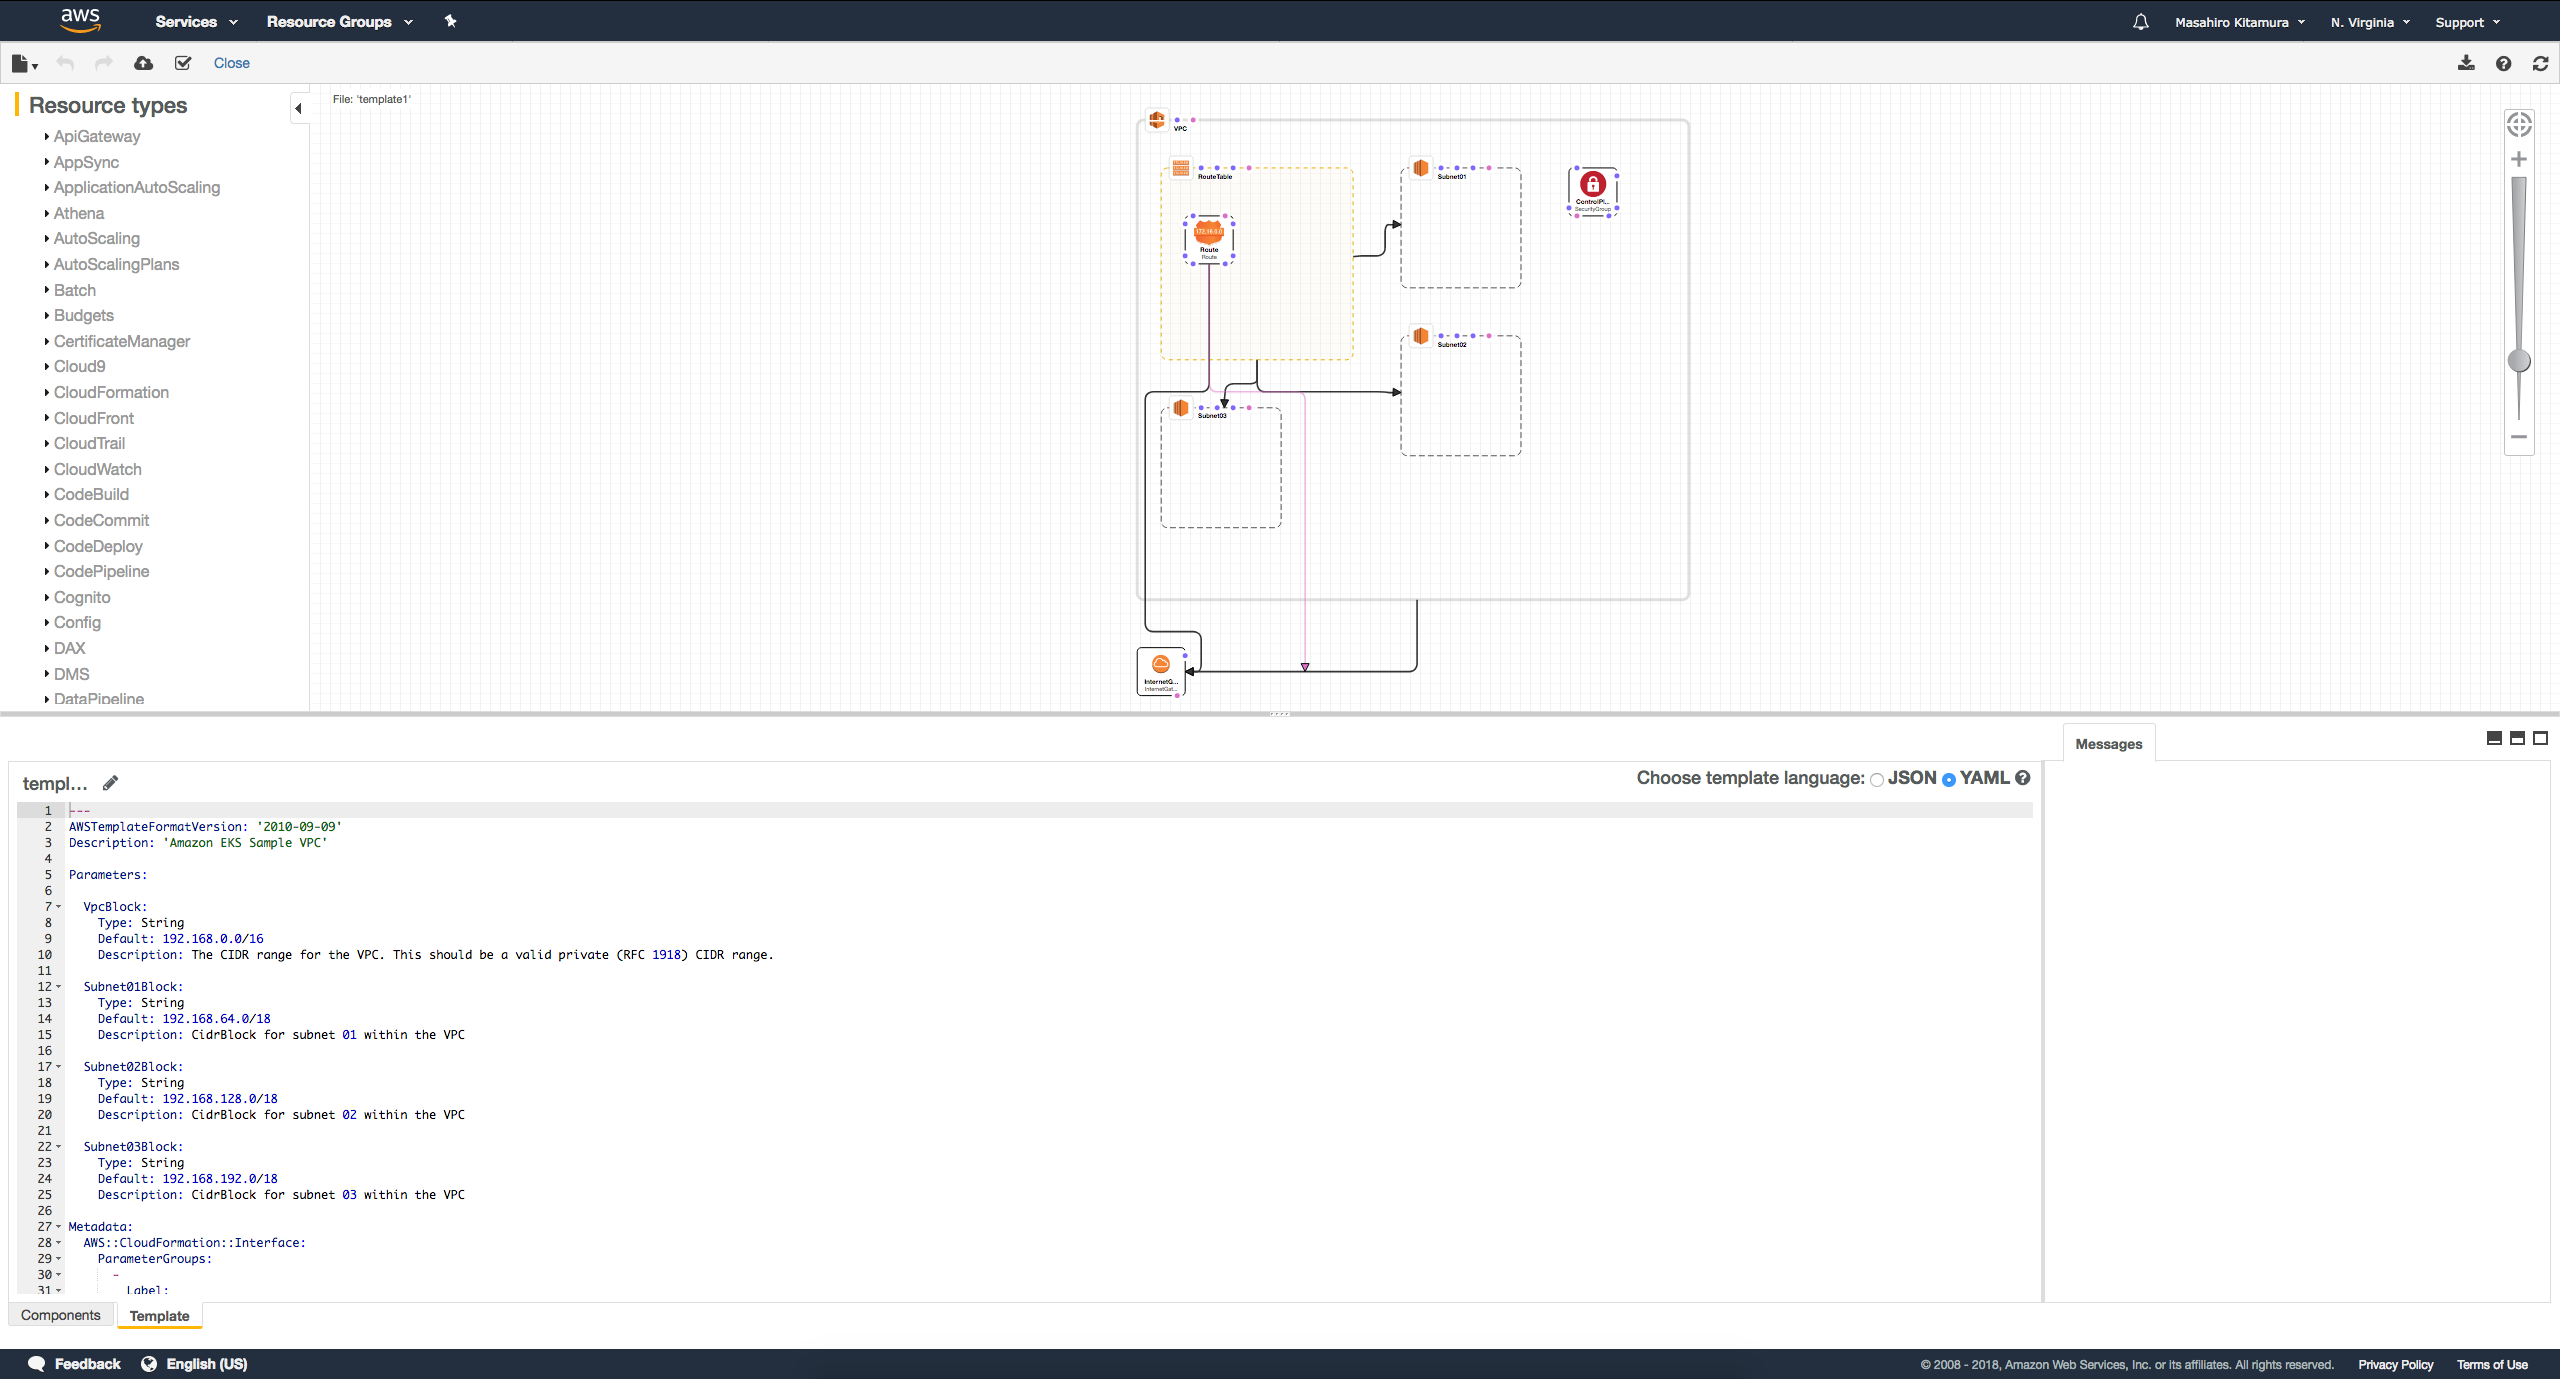 aws
Services
Resource Groups
Masahiro Kitamura
N. Virginia
Support
Close
Resource types
ApiGateway
AppSync
ApplicationAutoScaling
Athena
AutoScaling
AutoScalingPlans
Batch
Budgets
CertificateManager
Cloud9
CloudFormation
CloudFront
CloudTrail
CloudWatch
CodeBuild
CodeCommit
CodeDeploy
CodePipeline
Cognito
Config
DAX
DMS
DataPipeline
File: 'template1'
VPC
RouteTable
172.16.0.0
Route
Route
Subnet01
ControlPl...
SecurityGroup
Subnet02
Subnet03
InternetG...
InternetGat...
Messages
templ...
Choose template language: JSON YAML
1 ---
2 AWSTemplateFormatVersion: '2010-09-09'
3 Description: 'Amazon EKS Sample VPC'
4
5 Parameters:
6
7 VpcBlock:
8 Type: String
9 Default: 192.168.0.0/16
10 Description: The CIDR range for the VPC. This should be a valid private (RFC 1918) CIDR range.
11
12 Subnet01Block:
13 Type: String
14 Default: 192.168.64.0/18
15 Description: CidrBlock for subnet 01 within the VPC
16
17 Subnet02Block:
18 Type: String
19 Default: 192.168.128.0/18
20 Description: CidrBlock for subnet 02 within the VPC
21
22 Subnet03Block:
23 Type: String
24 Default: 192.168.192.0/18
25 Description: CidrBlock for subnet 03 within the VPC
26
27 Metadata:
28 AWS::CloudFormation::Interface:
29 ParameterGroups:
30 -
31 Label:
Components
Template
Feedback
English (US)
© 2008 - 2018, Amazon Web Services, Inc. or its affiliates. All rights reserved.
Privacy Policy
Terms of Use